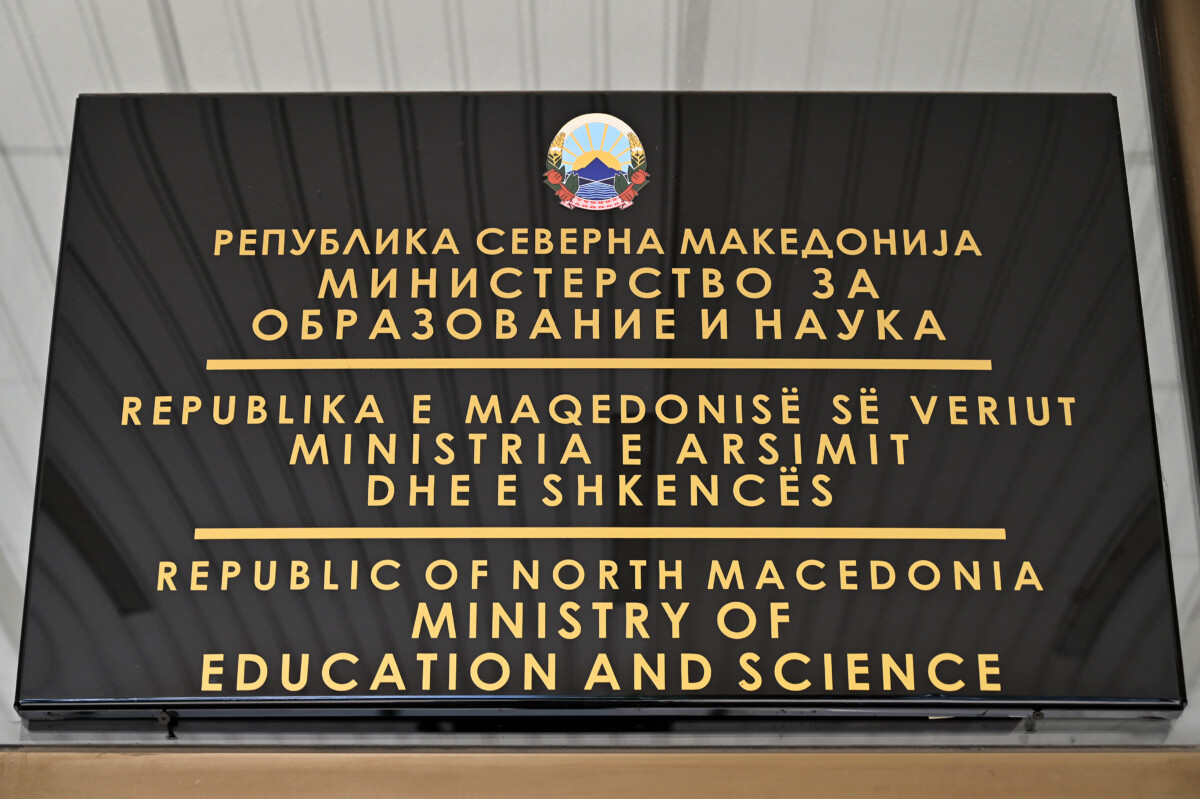 РЕПУБЛИКА СЕВЕРНА МАКЕДОНИЈА
МИНИСТЕРСТВО ЗА
ОБРАЗОВАНИЕ И НАУКА
REPUBLIKA E MAQEDONISË SË VERIUT
MINISTRIA E ARSIMIT
DHE E SHKENCËS
REPUBLIC OF NORTH MACEDONIA
MINISTRY OF
EDUCATION AND SCIENCE